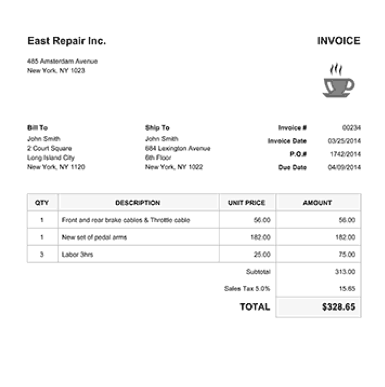 East Repair Inc.
INVOICE
485 Amsterdam Avenue
New York, NY 1023
Bill To
John Smith
2 Court Square
Long Island City
New York, NY 1120
Ship To
John Smith
684 Lexington Avenue
6th Floor
New York, NY 1022
Invoice # 00234
Invoice Date 03/25/2014
P.O.# 1742/2014
Due Date 04/09/2014
QTY DESCRIPTION UNIT PRICE AMOUNT
1 Front and rear brake cables & Throttle cable 56.00 56.00
1 New set of pedal arms 182.00 182.00
3 Labor 3hrs 25.00 75.00
Subtotal 313.00
Sales Tax 5.0% 15.65
TOTAL $328.65